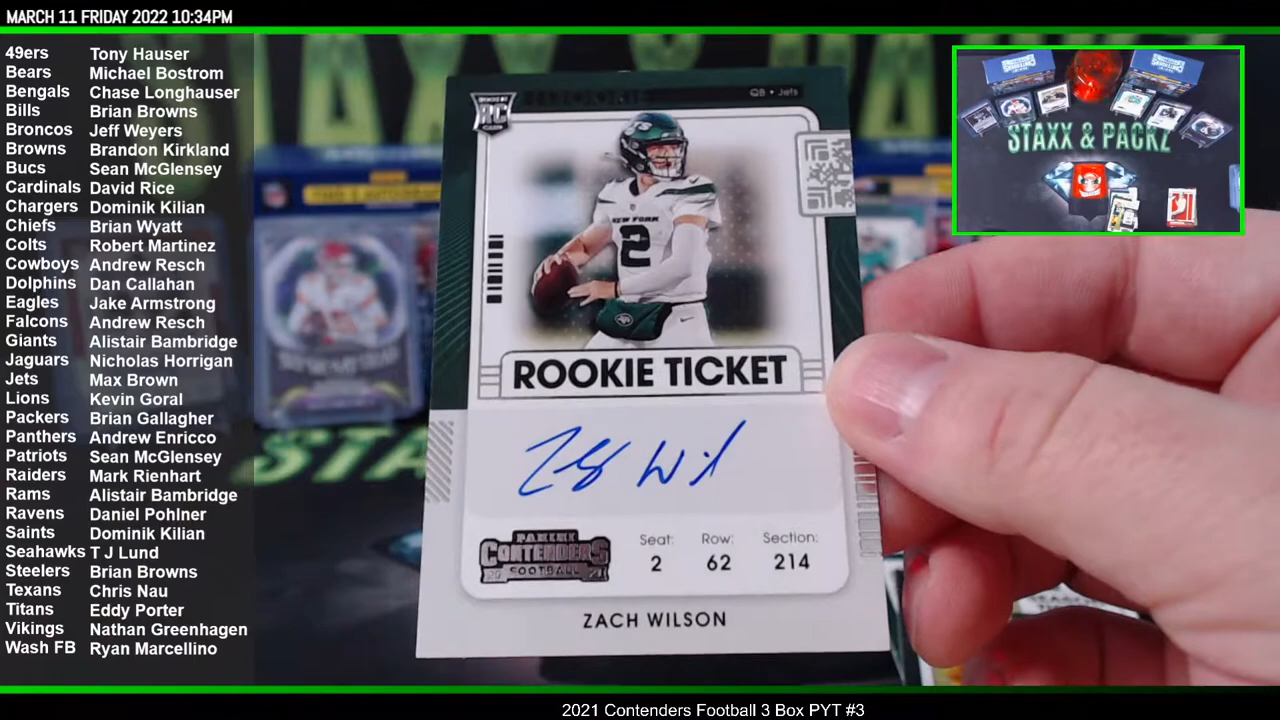 MARCH 11 FRIDAY 2022 10:34PM
49ers Tony Hauser
Bears Michael Bostrom
Bengals Chase Longhauser
Bills Brian Browns
Broncos Jeff Weyers
Browns Brandon Kirkland
Bucs Sean McGlensey
Cardinals David Rice
Chargers Dominik Kilian
Chiefs Brian Wyatt
Colts Robert Martinez
Cowboys Andrew Resch
Dolphins Dan Callahan
Eagles Jake Armstrong
Falcons Andrew Resch
Giants Alistair Bambridge
Jaguars Nicholas Horrigan
Jets Max Brown
Lions Kevin Goral
Packers Brian Gallagher
Panthers Andrew Enricco
Patriots Sean McGlensey
Raiders Mark Rienhart
Rams Alistair Bambridge
Ravens Daniel Pohlner
Saints Dominik Kilian
Seahawks T J Lund
Steelers Brian Browns
Texans Chris Nau
Titans Eddy Porter
Vikings Nathan Greenhagen
Wash FB Ryan Marcellino
RC
QB • Jets
NEW YORK
2
ROOKIE TICKET
Zach Wil
PANINI
CONTENDERS
20 FOOTBALL 21
Seat: Row: Section:
2 62 214
ZACH WILSON
STAXX & PACKZ
2021 Contenders Football 3 Box PYT #3